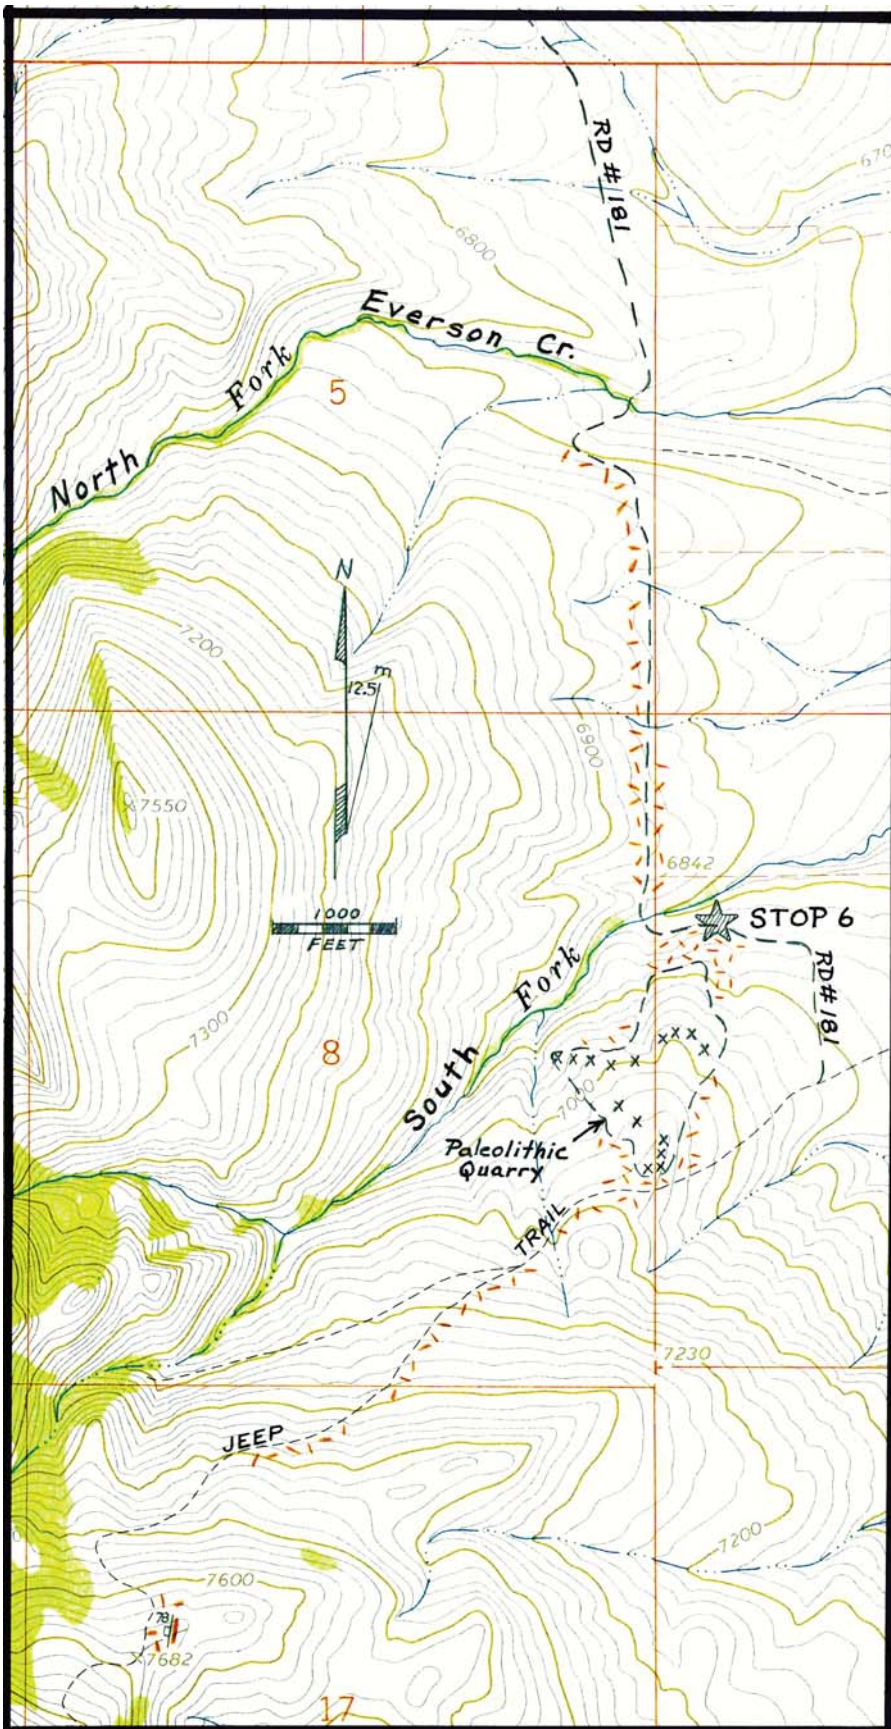 RD #181
670
6800
Everson Cr.
Fork
5
North
N
7200
m
12.5
6900
7550
6842
1000
FEET
STOP 6
Fork
RD #181
7300
8
South
7000
Paleolithic
Quarry
TRAIL
7230
JEEP
7200
7600
78
7682
17